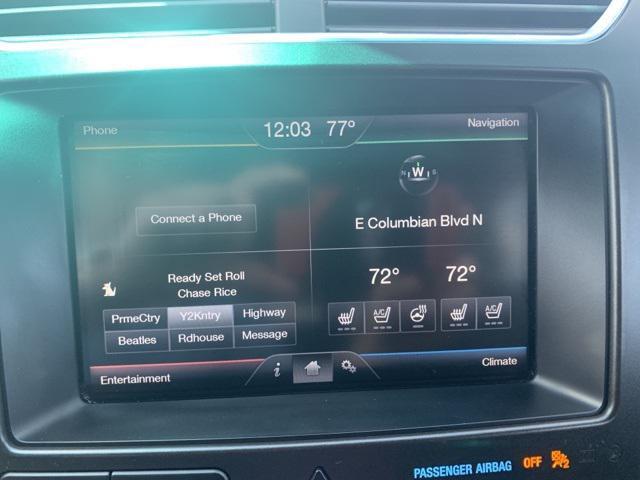 Phone
12:03 77°
Navigation
N W S
Connect a Phone
E Columbian Blvd N
Ready Set Roll
Chase Rice
72° 72°
PrmeCtry Y2Kntry Highway
Beatles Rdhouse Message
A/C A/C
Entertainment
i
Climate
PASSENGER AIRBAG OFF 2